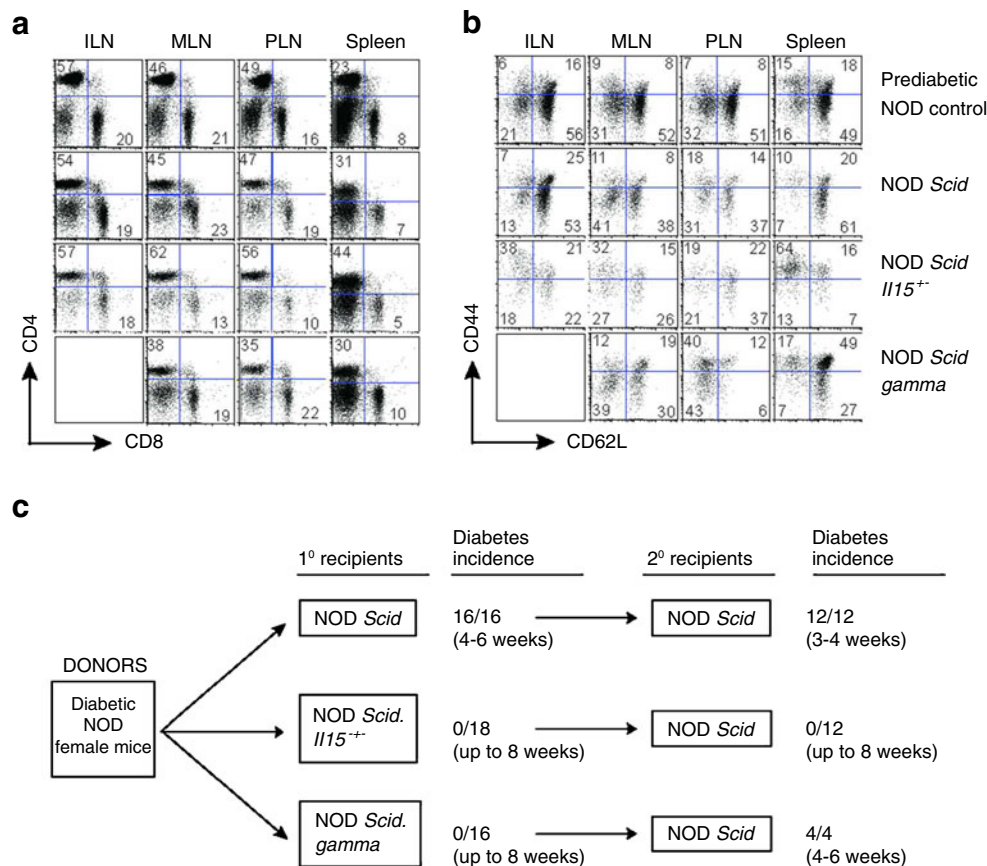 a
ILN MLN PLN Spleen
57 46 49 23
20 21 16 8
54 45 47 31
19 23 19 7
57 62 56 44
18 13 10 5
38 35 30
19 22 10
CD4
CD8
b
ILN MLN PLN Spleen
6 16 9 8 7 8 15 18
21 56 31 52 32 51 16 49
Prediabetic
NOD control
7 25 11 8 18 14 10 20
13 53 41 38 31 37 7 61
NOD Scid
38 21 32 15 19 22 64 16
18 22 27 26 21 37 13 7
NOD Scid
Il15⁺⁻
12 19 40 12 17 49
39 30 43 6 7 27
NOD Scid
gamma
CD44
CD62L
c
1⁰ recipients
Diabetes
incidence
2⁰ recipients
Diabetes
incidence
DONORS
Diabetic
NOD
female mice
NOD Scid
16/16
(4-6 weeks)
NOD Scid
12/12
(3-4 weeks)
NOD Scid.
Il15⁻⁺⁻
0/18
(up to 8 weeks)
NOD Scid
0/12
(up to 8 weeks)
NOD Scid.
gamma
0/16
(up to 8 weeks)
NOD Scid
4/4
(4-6 weeks)